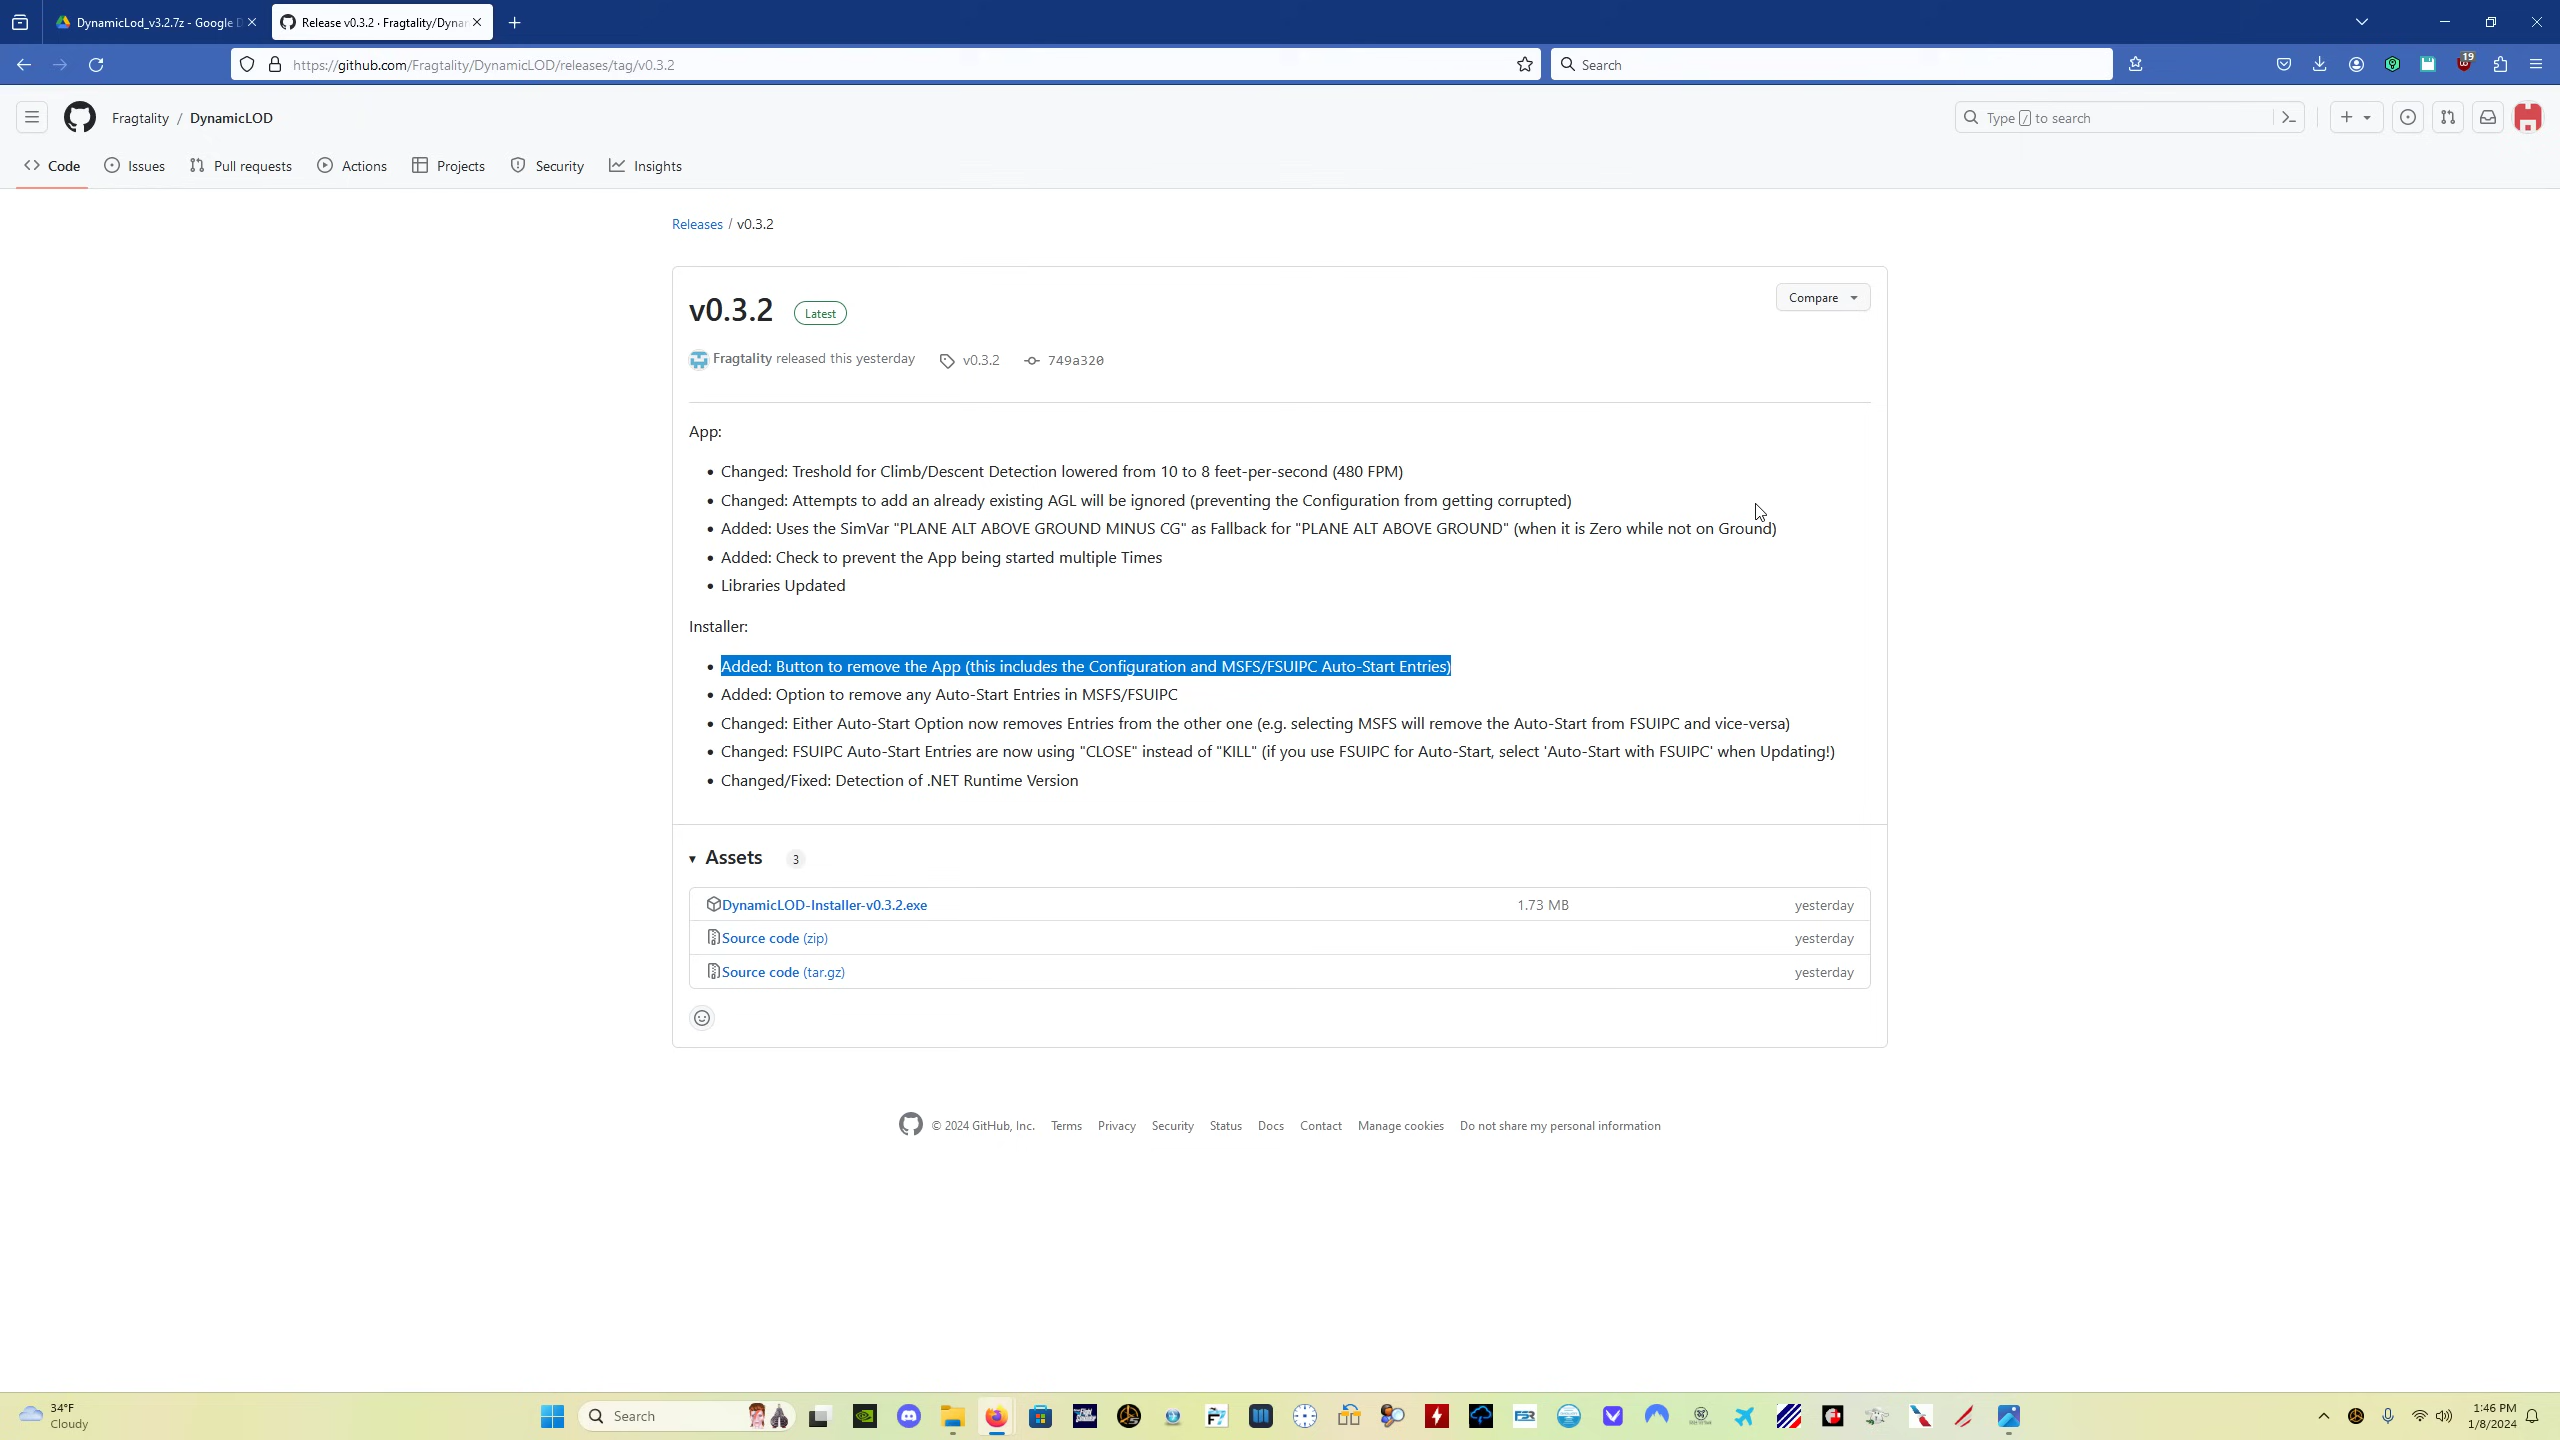 DynamicLod_v3.2.7z - Google D
Release v0.3.2 · Fragtality/Dynam
https://github.com/Fragtality/DynamicLOD/releases/tag/v0.3.2
Search
19
Fragtality / DynamicLOD
Type / to search
Code Issues Pull requests Actions Projects Security Insights
Releases / v0.3.2
v0.3.2 Latest
Compare
Fragtality released this yesterday v0.3.2 749a320
App:
• Changed: Treshold for Climb/Descent Detection lowered from 10 to 8 feet-per-second (480 FPM)
• Changed: Attempts to add an already existing AGL will be ignored (preventing the Configuration from getting corrupted)
• Added: Uses the SimVar "PLANE ALT ABOVE GROUND MINUS CG" as Fallback for "PLANE ALT ABOVE GROUND" (when it is Zero while not on Ground)
• Added: Check to prevent the App being started multiple Times
• Libraries Updated
Installer:
• Added: Button to remove the App (this includes the Configuration and MSFS/FSUIPC Auto-Start Entries)
• Added: Option to remove any Auto-Start Entries in MSFS/FSUIPC
• Changed: Either Auto-Start Option now removes Entries from the other one (e.g. selecting MSFS will remove the Auto-Start from FSUIPC and vice-versa)
• Changed: FSUIPC Auto-Start Entries are now using "CLOSE" instead of "KILL" (if you use FSUIPC for Auto-Start, select 'Auto-Start with FSUIPC' when Updating!)
• Changed/Fixed: Detection of .NET Runtime Version
Assets 3
DynamicLOD-Installer-v0.3.2.exe 1.73 MB yesterday
Source code (zip) yesterday
Source code (tar.gz) yesterday
© 2024 GitHub, Inc. Terms Privacy Security Status Docs Contact Manage cookies Do not share my personal information
34°F
Cloudy
Search
FSR
1:46 PM
1/8/2024